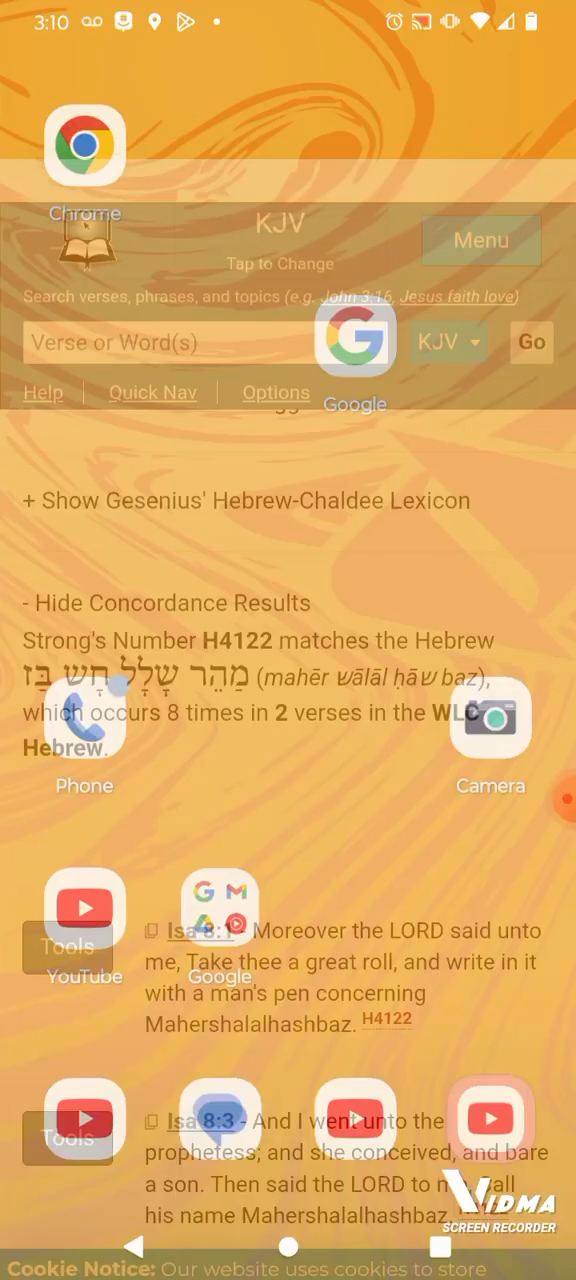 3:10
Chrome
KJV
Menu
Tap to Change
Search verses, phrases, and topics (e.g. John 3:16, Jesus faith love)
Verse or Word(s)
KJV
Go
Help
Quick Nav
Options
Google
+ Show Gesenius' Hebrew-Chaldee Lexicon
- Hide Concordance Results
Strong's Number H4122 matches the Hebrew
מַהֵר שָׁלָל חָשׁ בַּז (mahēr שׁālāl ḥāשׁ baz),
which occurs 8 times in 2 verses in the WLC
Hebrew.
Phone
Camera
Tools
Isa 8:1 - Moreover the LORD said unto
me, Take thee a great roll, and write in it
with a man's pen concerning
Mahershalalhashbaz. H4122
YouTube
Google
Tools
Isa 8:3 - And I went unto the
prophetess; and she conceived, and bare
a son. Then said the LORD to me, Call
his name Mahershalalhashbaz.
VIDMA
SCREEN RECORDER
Cookie Notice: Our website uses cookies to store